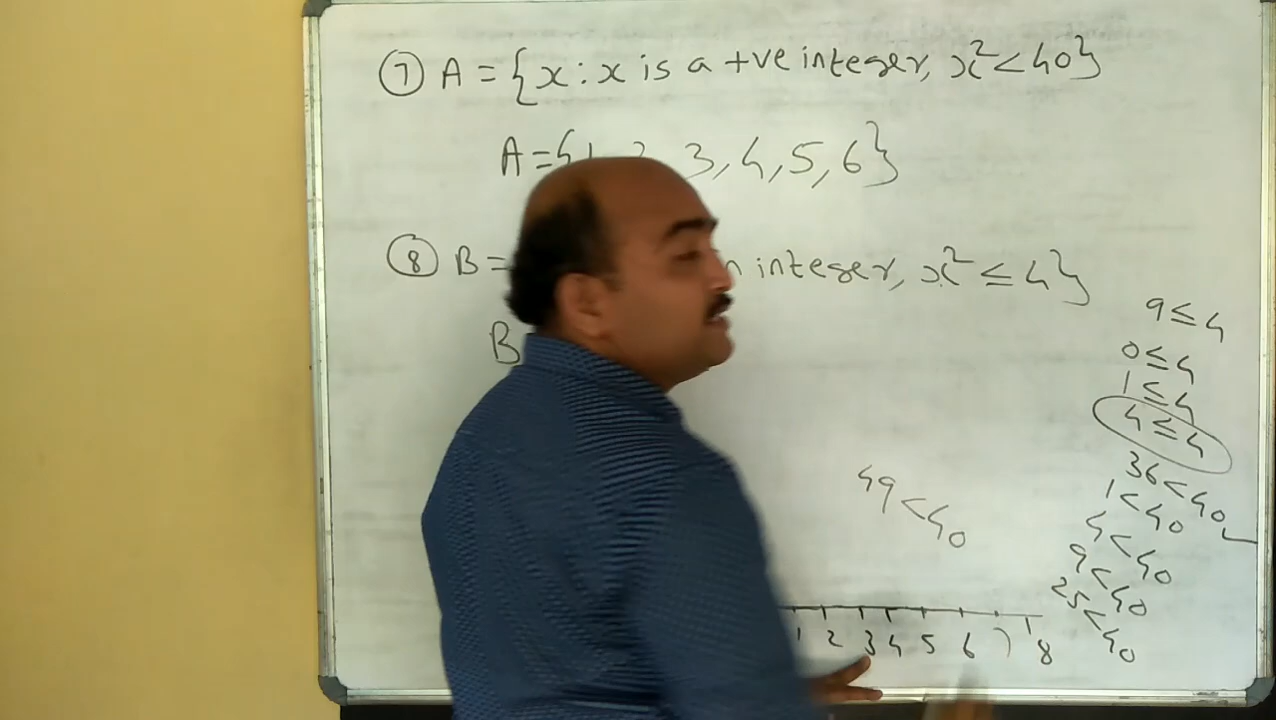 ⑦ A = {x : x is a +ve integer, x² < 40}
A = {1, 2, 3, 4, 5, 6}
⑧ B = n integer, x² ≤ 4}
B
9 ≤ 4
0 ≤ 4
1 ≤ 4
4 ≤ 4
36 < 40
1 < 40
4 < 40
9 < 40
25 < 40
49 < 40
1 2 3 4 5 6 7 8